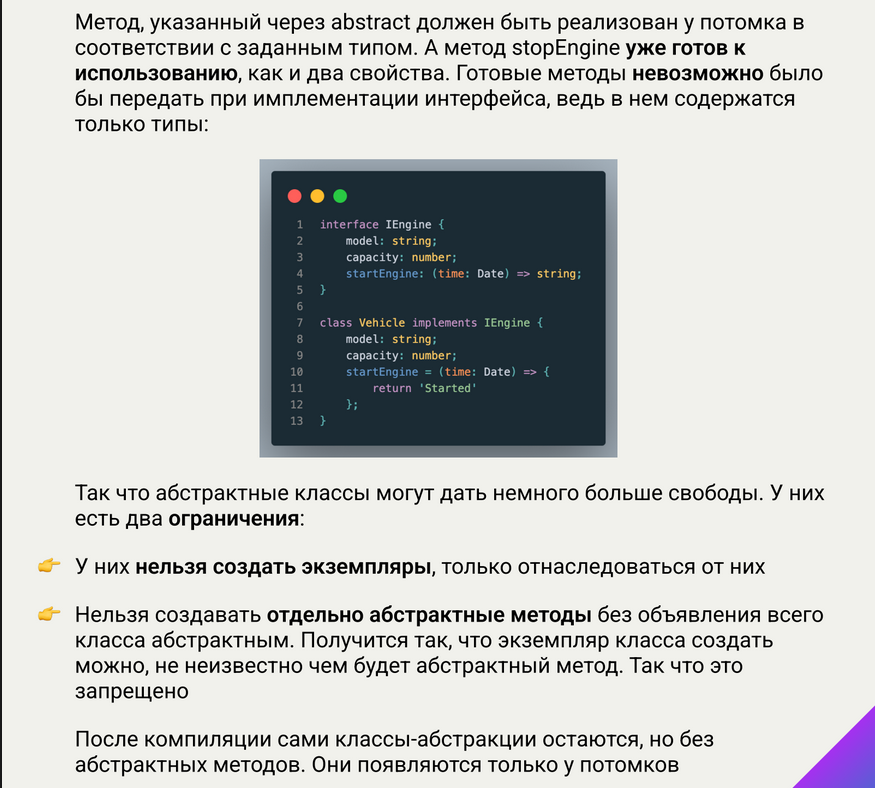 Метод, указанный через abstract должен быть реализован у потомка в
соответствии с заданным типом. А метод stopEngine уже готов к
использованию, как и два свойства. Готовые методы невозможно было
бы передать при имплементации интерфейса, ведь в нем содержатся
только типы:
1 interface IEngine {
2     model: string;
3     capacity: number;
4     startEngine: (time: Date) => string;
5 }
6
7 class Vehicle implements IEngine {
8     model: string;
9     capacity: number;
10     startEngine = (time: Date) => {
11         return 'Started'
12     };
13 }
Так что абстрактные классы могут дать немного больше свободы. У них
есть два ограничения:
👉 У них нельзя создать экземпляры, только отнаследоваться от них
👉 Нельзя создавать отдельно абстрактные методы без объявления всего
класса абстрактным. Получится так, что экземпляр класса создать
можно, не неизвестно чем будет абстрактный метод. Так что это
запрещено
После компиляции сами классы-абстракции остаются, но без
абстрактных методов. Они появляются только у потомков